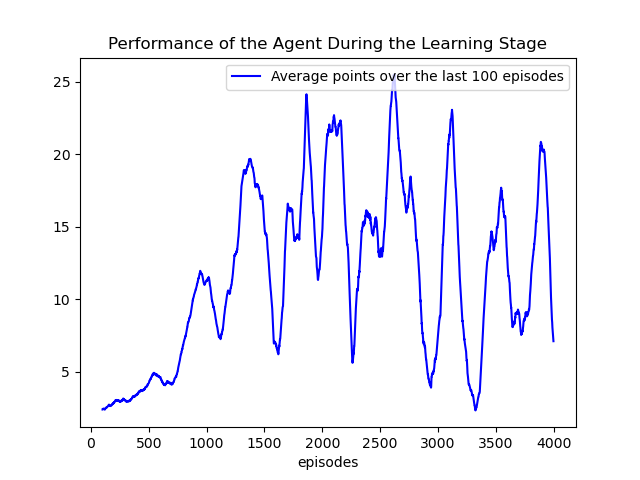 Performance of the Agent During the Learning Stage
Average points over the last 100 episodes
25
20
15
10
5
0 500 1000 1500 2000 2500 3000 3500 4000
episodes